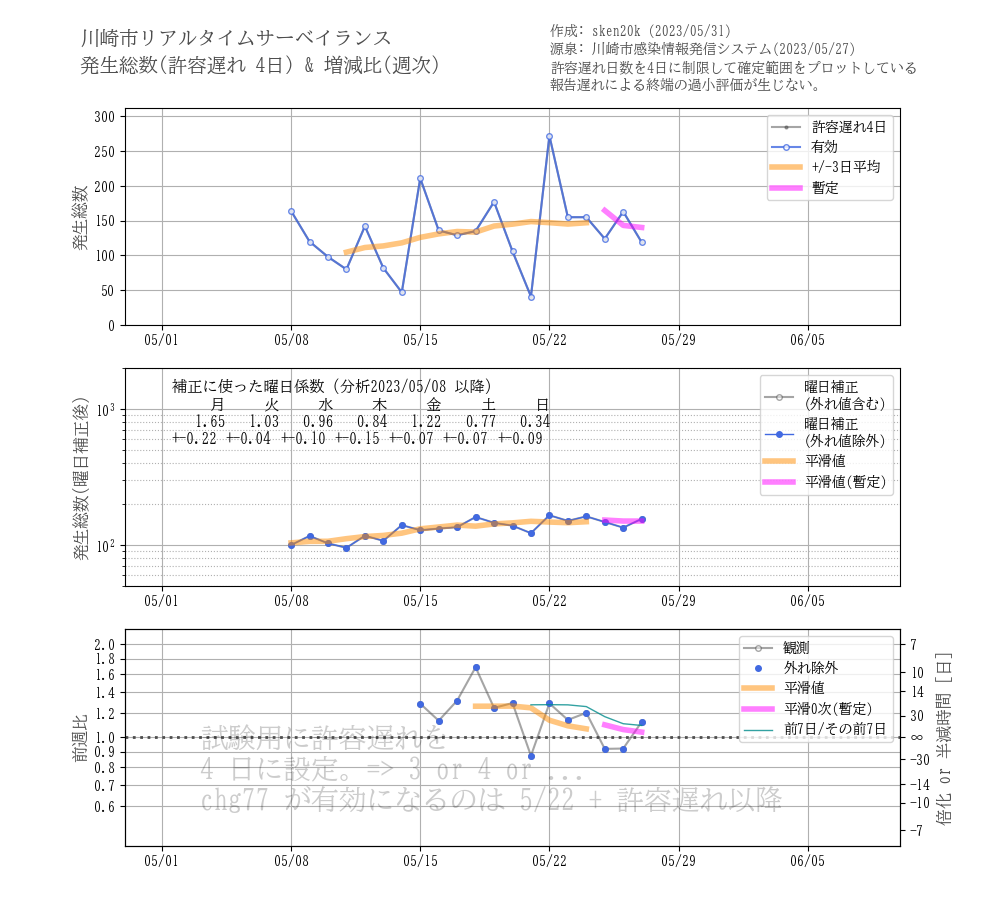 川崎市リアルタイムサーベイランス
発生総数(許容遅れ 4日) & 増減比(週次)
作成: sken20k (2023/05/31)
源泉: 川崎市感染情報発信システム(2023/05/27)
許容遅れ日数を4日に制限して確定範囲をプロットしている
報告遅れによる終端の過小評価が生じない。
発生総数
300
250
200
150
100
50
0
許容遅れ4日
有効
+/-3日平均
暫定
05/01 05/08 05/15 05/22 05/29 06/05
発生総数(曜日補正後)
10³
10²
補正に使った曜日係数 (分析2023/05/08 以降)
月 火 水 木 金 土 日
1.65 1.03 0.96 0.84 1.22 0.77 0.34
+-0.22 +-0.04 +-0.10 +-0.15 +-0.07 +-0.07 +-0.09
曜日補正
(外れ値含む)
曜日補正
(外れ値除外)
平滑値
平滑値(暫定)
05/01 05/08 05/15 05/22 05/29 06/05
前週比
2.0
1.8
1.6
1.4
1.2
1.0
0.9
0.8
0.7
0.6
観測
外れ除外
平滑値
平滑0次(暫定)
前7日/その前7日
試験用に許容遅れを
4 日に設定。=> 3 or 4 or ...
chg77 が有効になるのは 5/22 + 許容遅れ以降
7
10
14
30
∞
-30
-14
-10
-7
倍化 or 半減時間 [日]
05/01 05/08 05/15 05/22 05/29 06/05